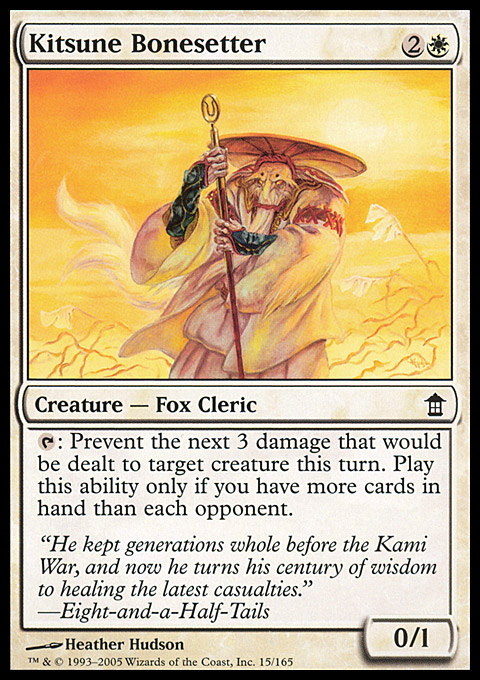 Kitsune Bonesetter 2
Creature — Fox Cleric
: Prevent the next 3 damage that would
be dealt to target creature this turn. Play
this ability only if you have more cards in
hand than each opponent.
“He kept generations whole before the Kami
War, and now he turns his century of wisdom
to healing the latest casualties.”
—Eight-and-a-Half-Tails
Heather Hudson
0/1
™ & © 1993–2005 Wizards of the Coast, Inc. 15/165